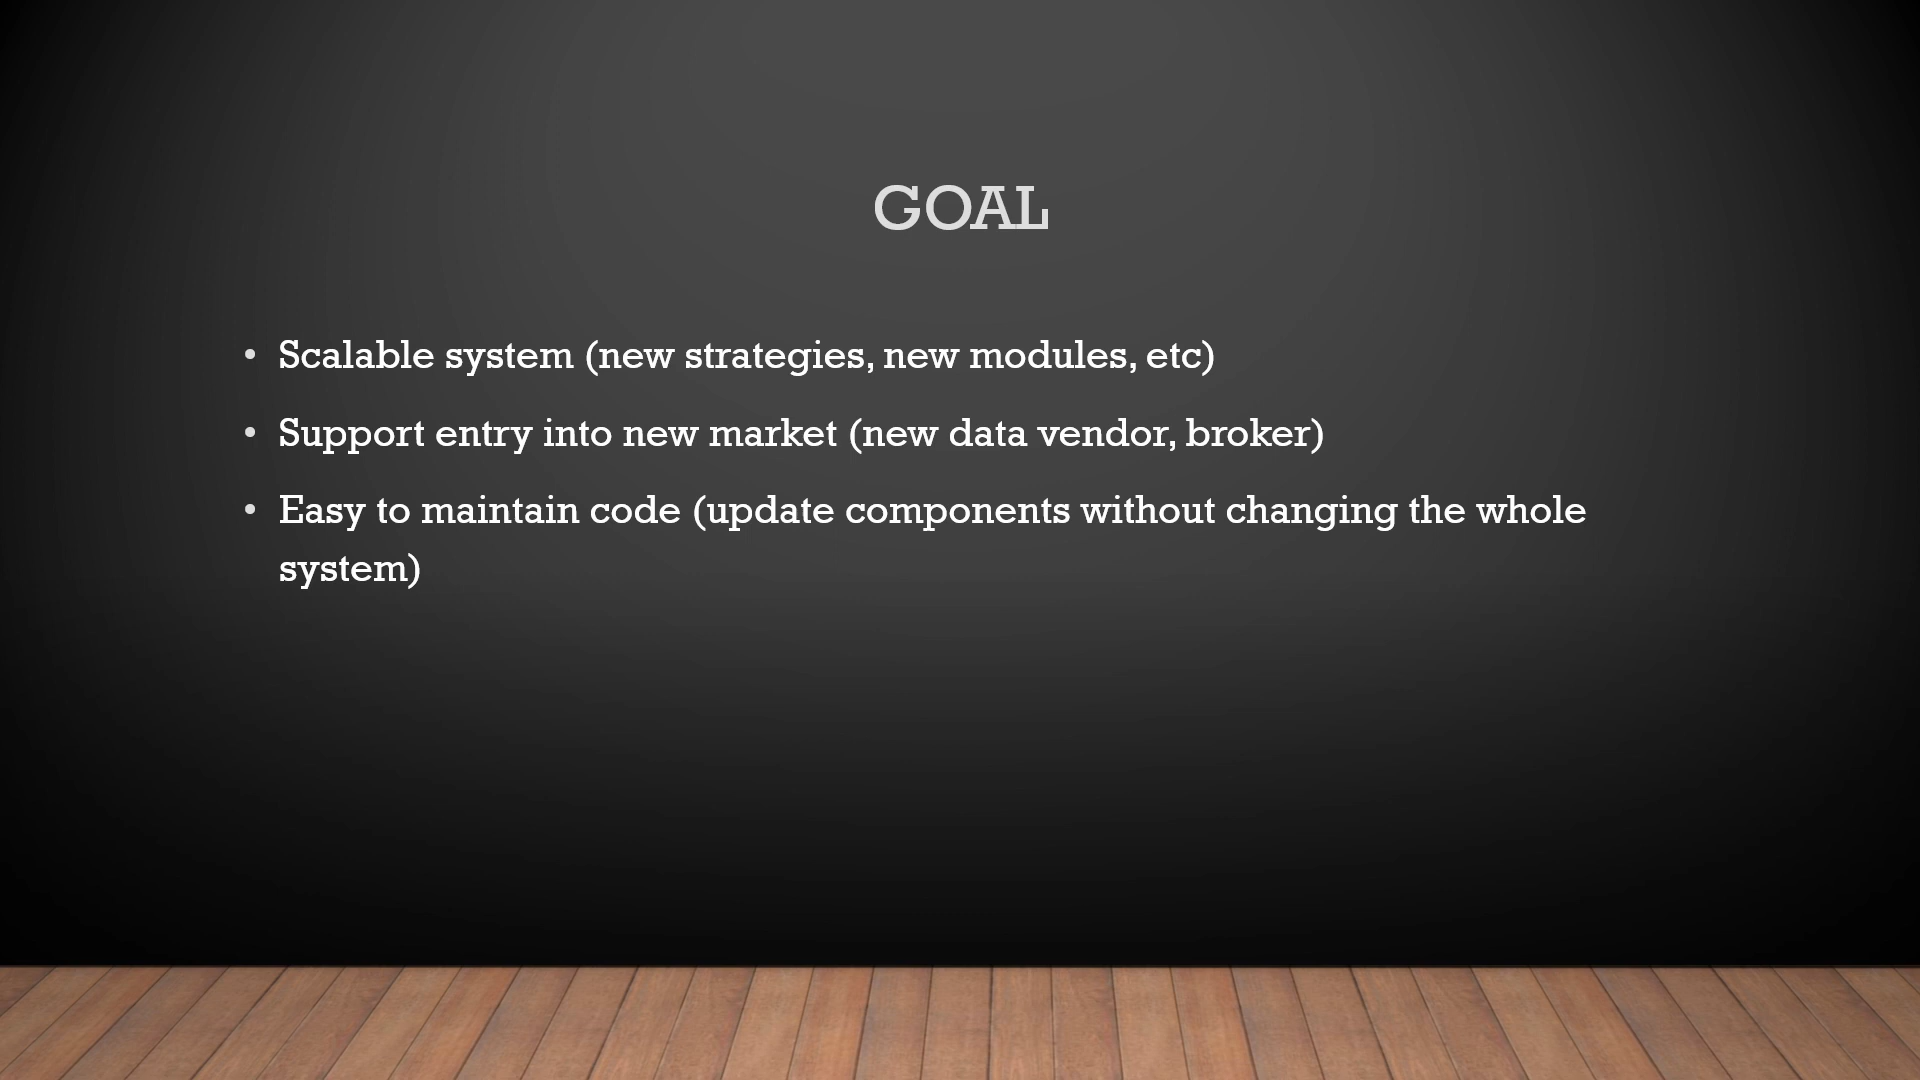 GOAL
• Scalable system (new strategies, new modules, etc)
• Support entry into new market (new data vendor, broker)
• Easy to maintain code (update components without changing the whole
system)